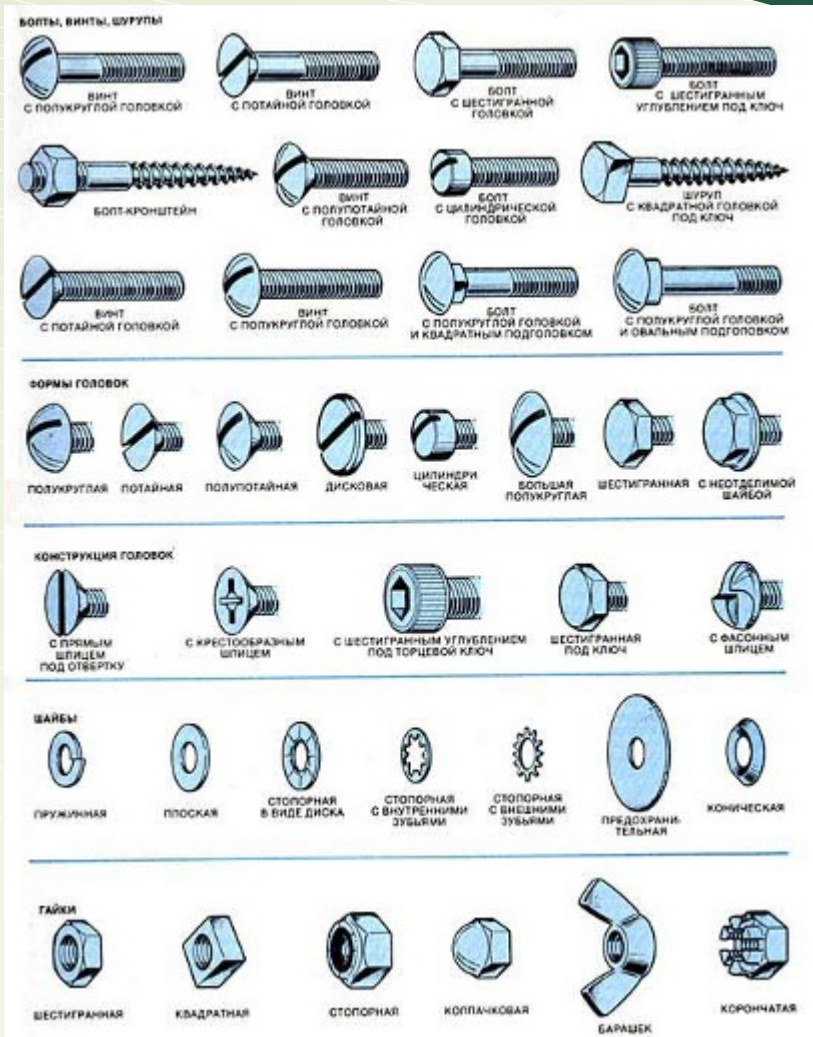 БОЛТЫ, ВИНТЫ, ШУРУПЫ
ВИНТ
С ПОЛУКРУГЛОЙ ГОЛОВКОЙ
ВИНТ
С ПОТАЙНОЙ ГОЛОВКОЙ
БОЛТ
С ШЕСТИГРАННОЙ
ГОЛОВКОЙ
БОЛТ
С ШЕСТИГРАННЫМ
УГЛУБЛЕНИЕМ ПОД КЛЮЧ
БОЛТ-КРОНШТЕЙН
ВИНТ
С ПОЛУПОТАЙНОЙ
ГОЛОВКОЙ
БОЛТ
С ЦИЛИНДРИЧЕСКОЙ
ГОЛОВКОЙ
ШУРУП
С КВАДРАТНОЙ ГОЛОВКОЙ
ПОД КЛЮЧ
ВИНТ
С ПОТАЙНОЙ ГОЛОВКОЙ
ВИНТ
С ПОЛУКРУГЛОЙ ГОЛОВКОЙ
БОЛТ
С ПОЛУКРУГЛОЙ ГОЛОВКОЙ
И КВАДРАТНЫМ ПОДГОЛОВКОМ
БОЛТ
С ПОЛУКРУГЛОЙ ГОЛОВКОЙ
И ОВАЛЬНЫМ ПОДГОЛОВКОМ
ФОРМЫ ГОЛОВОК
ПОЛУКРУГЛАЯ
ПОТАЙНАЯ
ПОЛУПОТАЙНАЯ
ДИСКОВАЯ
ЦИЛИНДРИ
ЧЕСКАЯ
БОЛЬШАЯ
ПОЛУКРУГЛАЯ
ШЕСТИГРАННАЯ
С НЕОТДЕЛИМОЙ
ШАЙБОЙ
КОНСТРУКЦИЯ ГОЛОВОК
С ПРЯМЫМ
ШЛИЦЕМ
ПОД ОТВЕРТКУ
С КРЕСТООБРАЗНЫМ
ШЛИЦЕМ
С ШЕСТИГРАННЫМ УГЛУБЛЕНИЕМ
ПОД ТОРЦЕВОЙ КЛЮЧ
ШЕСТИГРАННАЯ
ПОД КЛЮЧ
С ФАСОННЫМ
ШЛИЦЕМ
ШАЙБЫ
ПРУЖИННАЯ
ПЛОСКАЯ
СТОПОРНАЯ
В ВИДЕ ДИСКА
СТОПОРНАЯ
С ВНУТРЕННИМИ
ЗУБЬЯМИ
СТОПОРНАЯ
С ВНЕШНИМИ
ЗУБЬЯМИ
ПРЕДОХРАНИ-
ТЕЛЬНАЯ
КОНИЧЕСКАЯ
ГАЙКИ
ШЕСТИГРАННАЯ
КВАДРАТНАЯ
СТОПОРНАЯ
КОЛПАЧКОВАЯ
БАРАШЕК
КОРОНЧАТАЯ